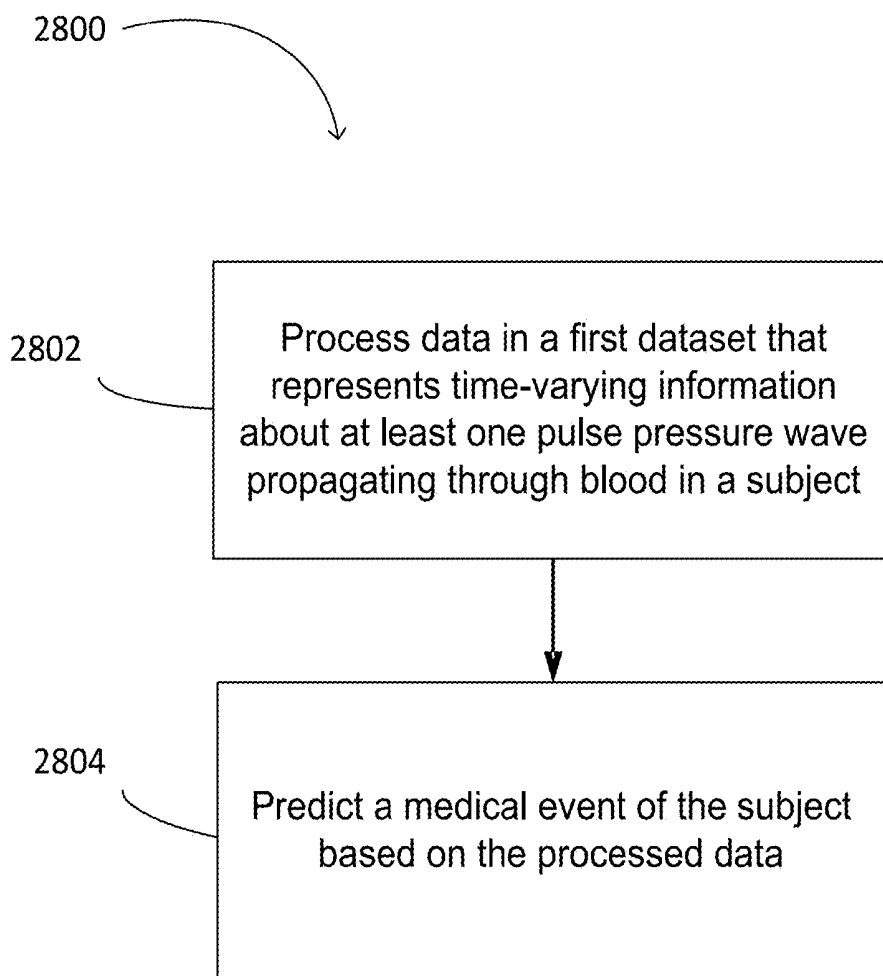 2800
2802
Process data in a first dataset that
represents time-varying information
about at least one pulse pressure wave
propagating through blood in a subject
2804
Predict a medical event of the subject
based on the processed data